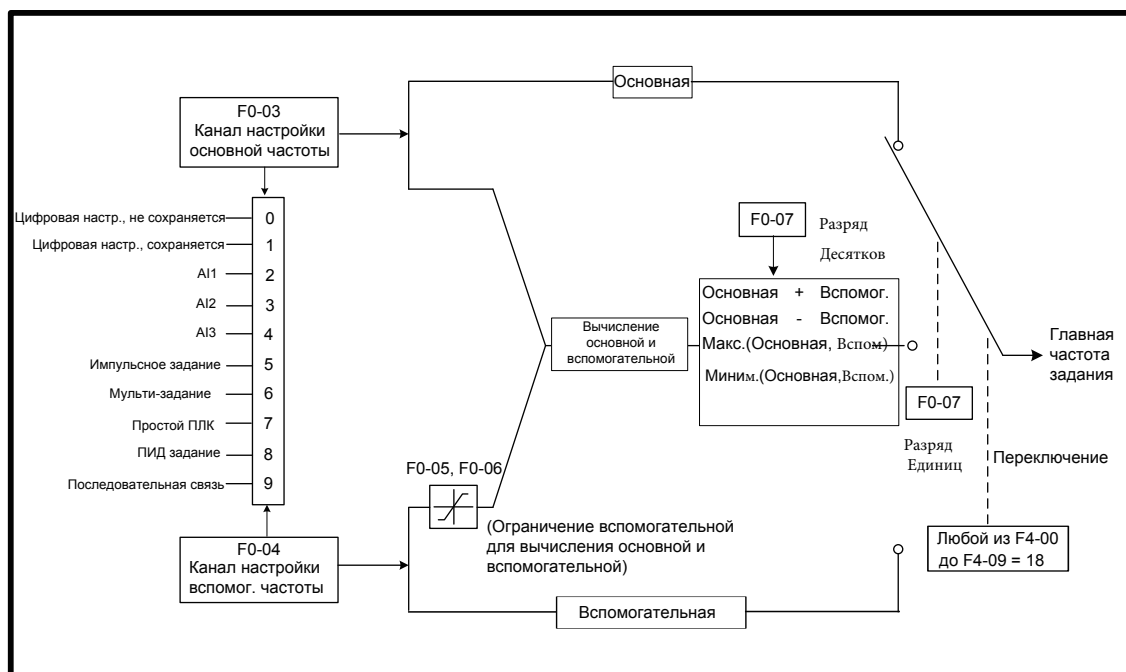 Основная
F0-03
Канал настройки
основной частоты
Цифровая настр., не сохраняется 0
Цифровая настр., сохраняется 1
AI1 2
AI2 3
AI3 4
Импульсное задание 5
Мульти-задание 6
Простой ПЛК 7
ПИД задание 8
Последовательная связь 9
F0-04
Канал настройки
вспомог. частоты
F0-05, F0-06
(Ограничение вспомогательной
для вычисления основной и
вспомогательной)
Вычисление
основной и
вспомогательной
F0-07
Разряд
Десятков
Основная + Вспомог.
Основная - Вспомог.
Макс.(Основная, Вспом)
Миним.(Основная,Вспом.)
F0-07
Разряд
Единиц
Главная
частота
задания
Переключение
Любой из F4-00
до F4-09 = 18
Вспомогательная